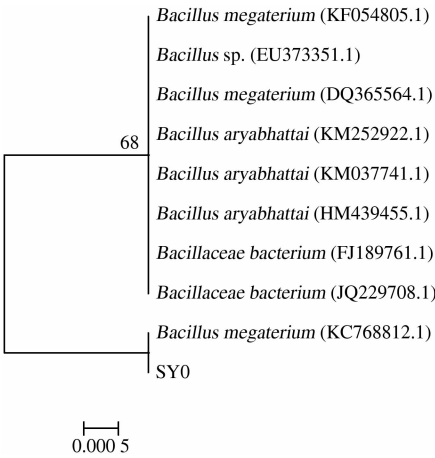 Bacillus megaterium (KF054805.1)
Bacillus sp. (EU373351.1)
Bacillus megaterium (DQ365564.1)
68
Bacillus aryabhattai (KM252922.1)
Bacillus aryabhattai (KM037741.1)
Bacillus aryabhattai (HM439455.1)
Bacillaceae bacterium (FJ189761.1)
Bacillaceae bacterium (JQ229708.1)
Bacillus megaterium (KC768812.1)
SY0
0.000 5